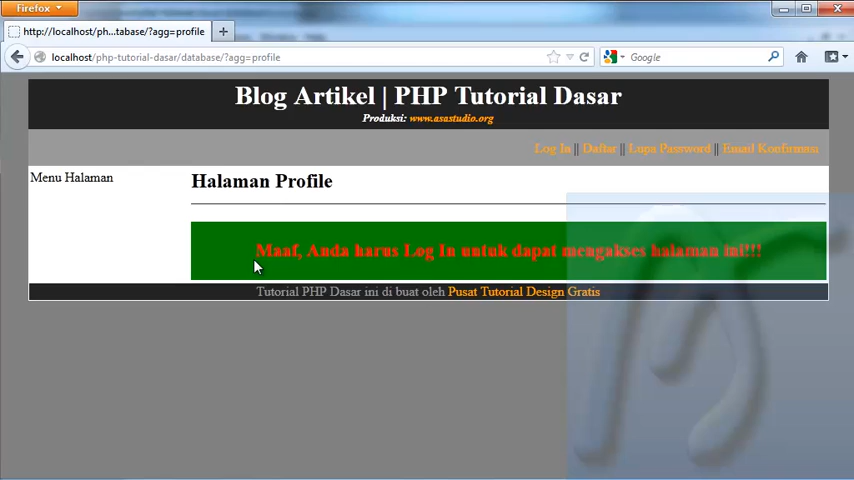 Firefox
http://localhost/ph...tabase/?agg=profile
localhost/php-tutorial-dasar/database/?agg=profile
Google
Blog Artikel | PHP Tutorial Dasar
Produksi: www.asastudio.org
Log In || Daftar || Lupa Password || Email Konfirmasi
Menu Halaman
Halaman Profile
Maaf, Anda harus Log In untuk dapat mengakses halaman ini!!!
Tutorial PHP Dasar ini di buat oleh Pusat Tutorial Design Gratis